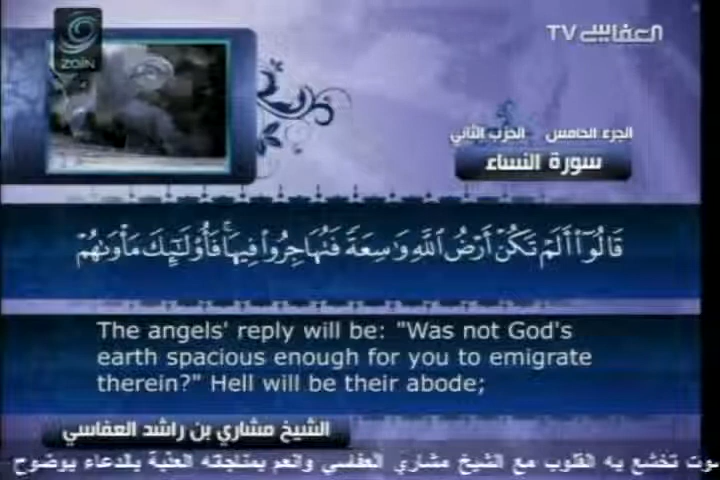 ZOIN
العفاسي TV
الجزء الخامس الحزب الثاني
سورة النساء
قَالُوٓا۟ أَلَمْ تَكُنْ أَرْضُ ٱللَّهِ وَٰسِعَةً فَتُهَاجِرُوا۟ فِيهَا ۚ فَأُو۟لَٰٓئِكَ مَأْوَىٰهُمْ
The angels' reply will be: "Was not God's
earth spacious enough for you to emigrate
therein?" Hell will be their abode;
الشيخ مشاري بن راشد العفاسي
تخشع به القلوب مع الشيخ مشاري العفاسي وانعم بمناجاته العذبة بالدعاء بوضوح